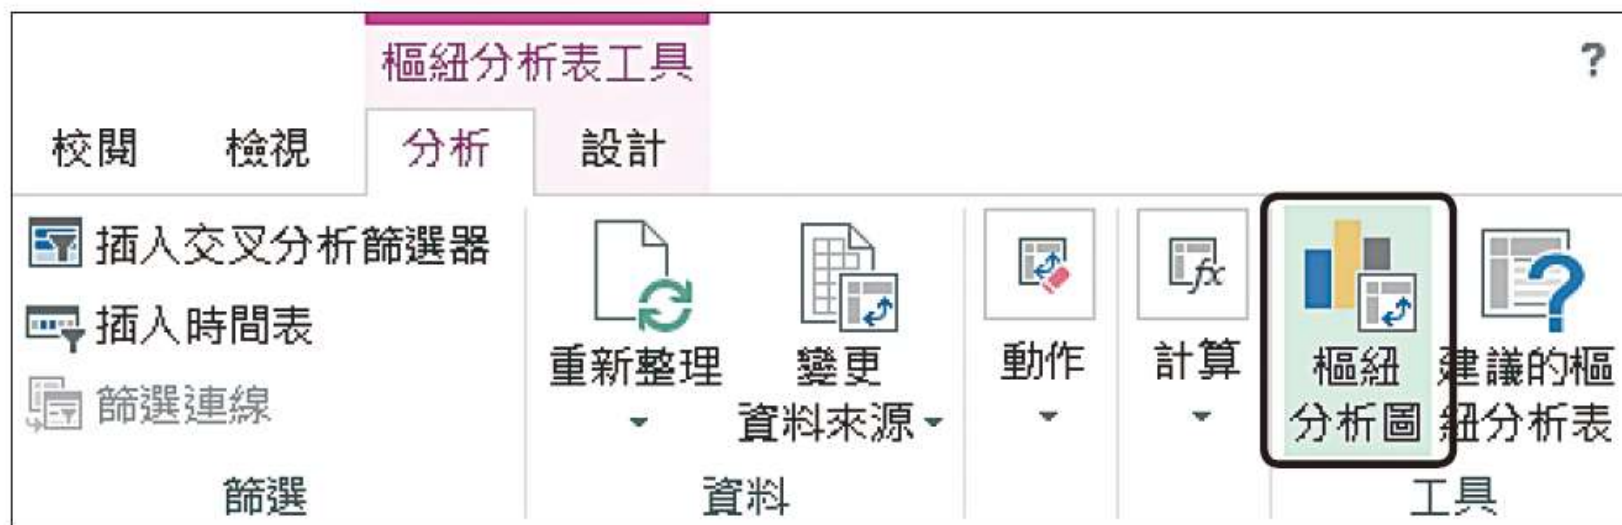 樞紐分析表工具
?
校閱 檢視 分析 設計
插入交叉分析篩選器
插入時間表
篩選連線
篩選
重新整理
變更
資料來源
資料
動作
計算
fx
樞紐
分析圖
建議的樞
紐分析表
工具